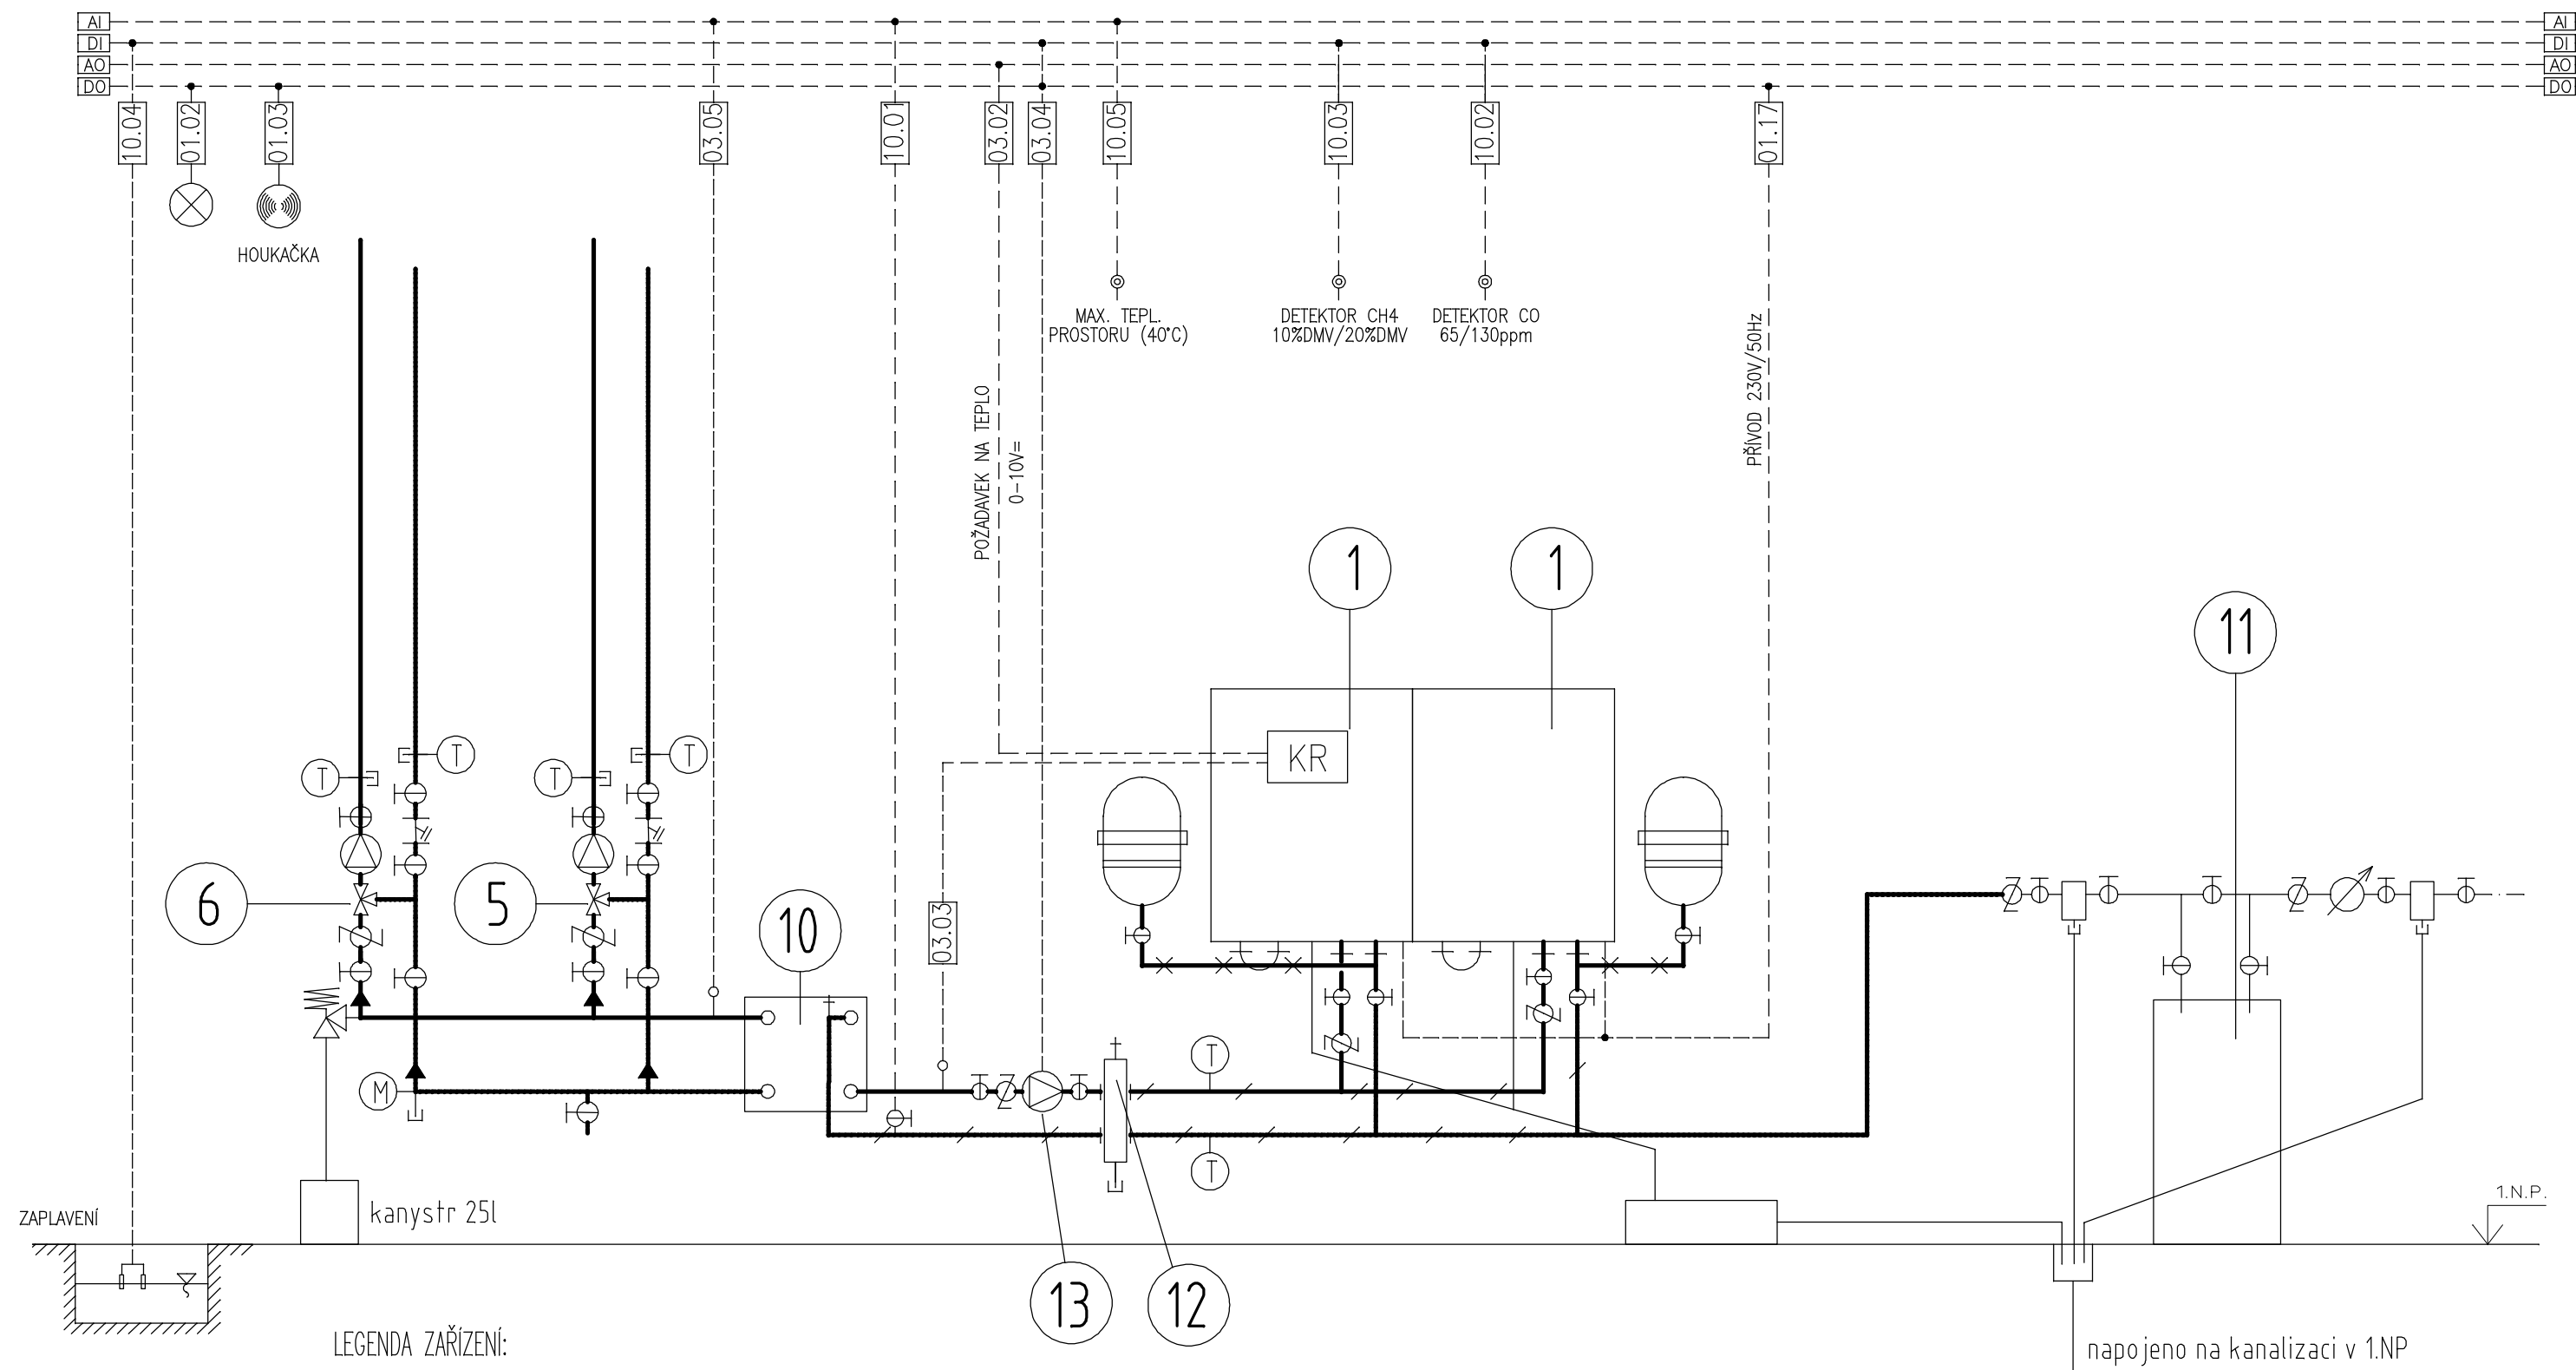 AI
AI
DI
DI
AO
AO
DO
DO
10.04
01.02
01.03
03.05
10.01
03.02
03.04
10.05
10.03
10.02
01.17
HOUKAČKA
MAX. TEPL.
PROSTORU (40°C)
DETEKTOR CH4
10%DMV/20%DMV
DETEKTOR CO
65/130ppm
PŘÍVOD 230V/50Hz
POŽADAVEK NA TEPLO
0-10V=
1
1
11
T
T
T
T
KR
6
5
10
03.03
T
M
T
kanystr 25l
1.N.P.
ZAPLAVENÍ
13
12
LEGENDA ZAŘÍZENÍ:
napojeno na kanalizaci v 1.NP